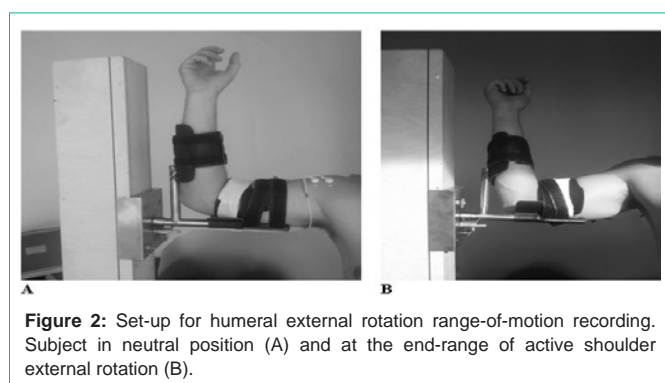 A
B
Figure 2: Set-up for humeral external rotation range-of-motion recording.
Subject in neutral position (A) and at the end-range of active shoulder
external rotation (B).